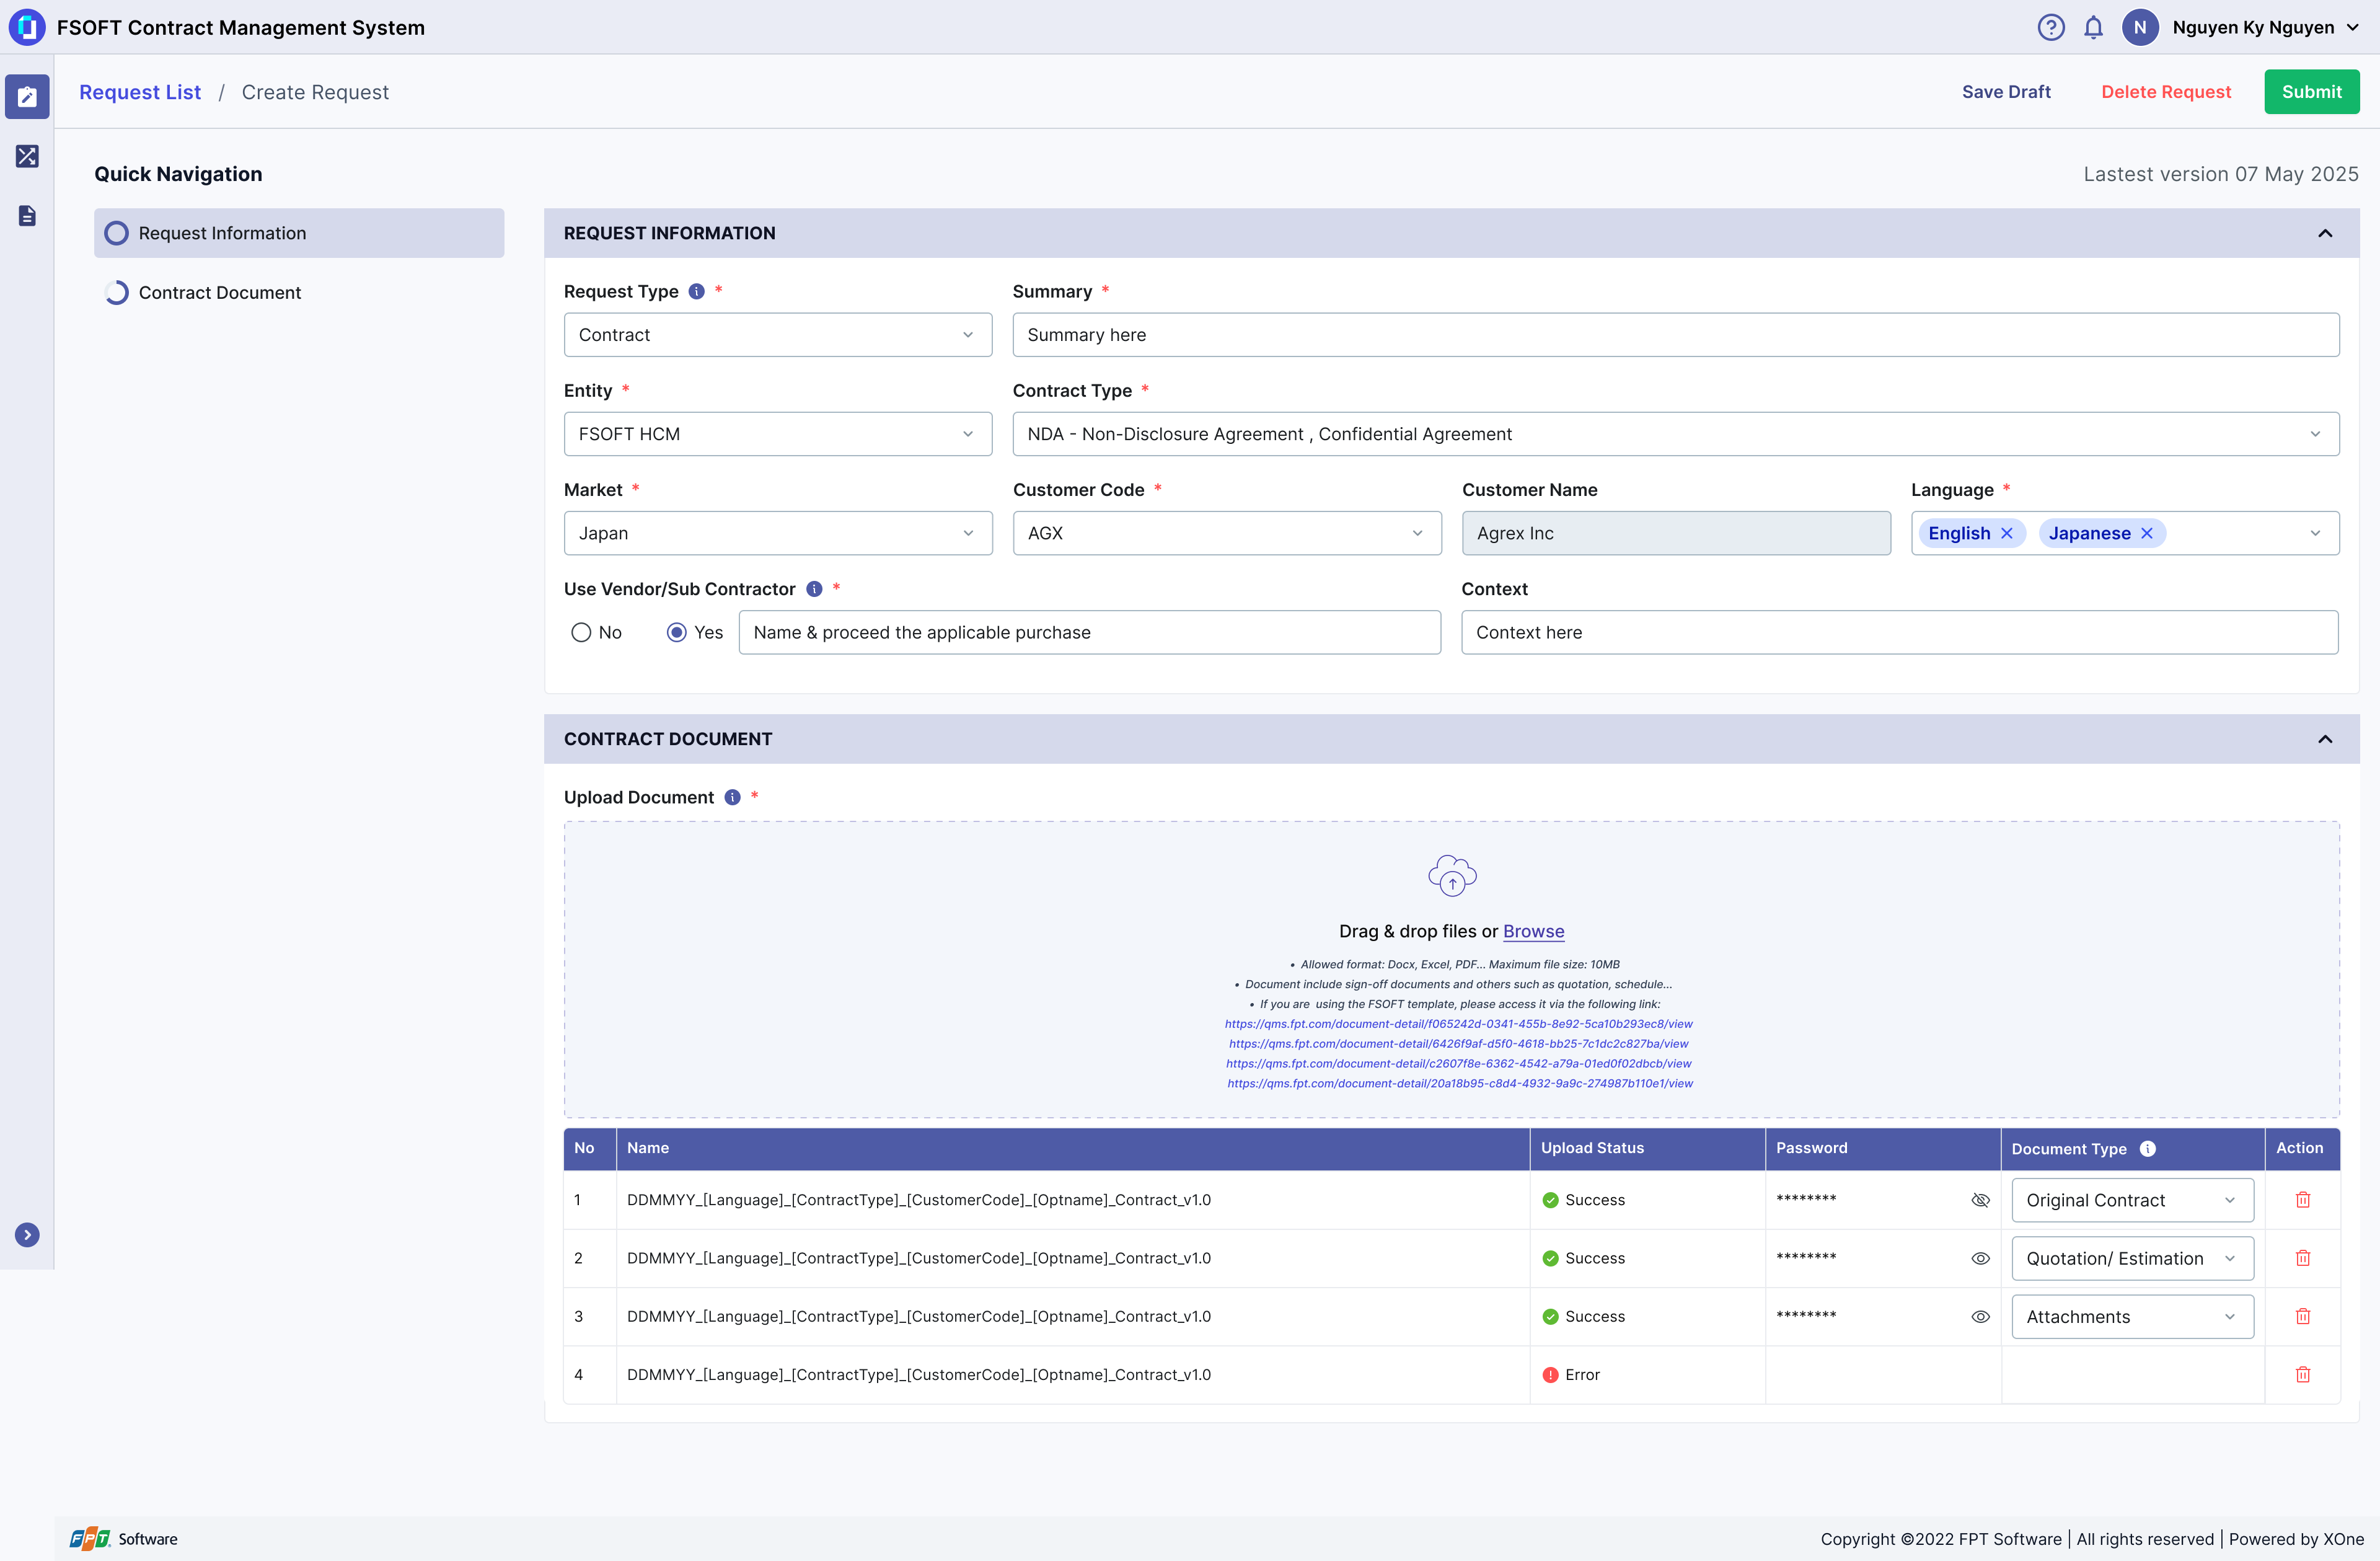 FSOFT Contract Management System
N Nguyen Ky Nguyen
Request List / Create Request
Save Draft Delete Request Submit
Quick Navigation
Lastest version 07 May 2025
Request Information
Contract Document
REQUEST INFORMATION
Request Type * Summary *
Contract Summary here
Entity * Contract Type *
FSOFT HCM NDA - Non-Disclosure Agreement , Confidential Agreement
Market * Customer Code * Customer Name Language *
Japan AGX Agrex Inc English Japanese
Use Vendor/Sub Contractor * Context
No Yes Name & proceed the applicable purchase Context here
CONTRACT DOCUMENT
Upload Document *
Drag & drop files or Browse
• Allowed format: Docx, Excel, PDF... Maximum file size: 10MB
• Document include sign-off documents and others such as quotation, schedule...
• If you are using the FSOFT template, please access it via the following link:
https://qms.fpt.com/document-detail/f065242d-0341-455b-8e92-5ca10b293ec8/view
https://qms.fpt.com/document-detail/6426f9af-d5f0-4618-bb25-7c1dc2c827ba/view
https://qms.fpt.com/document-detail/c2607f8e-6362-4542-a79a-01ed0f02dbcb/view
https://qms.fpt.com/document-detail/20a18b95-c8d4-4932-9a9c-274987b110e1/view
No Name Upload Status Password Document Type Action
1 DDMMYY_[Language]_[ContractType]_[CustomerCode]_[Optname]_Contract_v1.0 Success ******** Original Contract
2 DDMMYY_[Language]_[ContractType]_[CustomerCode]_[Optname]_Contract_v1.0 Success ******** Quotation/ Estimation
3 DDMMYY_[Language]_[ContractType]_[CustomerCode]_[Optname]_Contract_v1.0 Success ******** Attachments
4 DDMMYY_[Language]_[ContractType]_[CustomerCode]_[Optname]_Contract_v1.0 Error
FPT Software
Copyright ©2022 FPT Software | All rights reserved | Powered by XOne